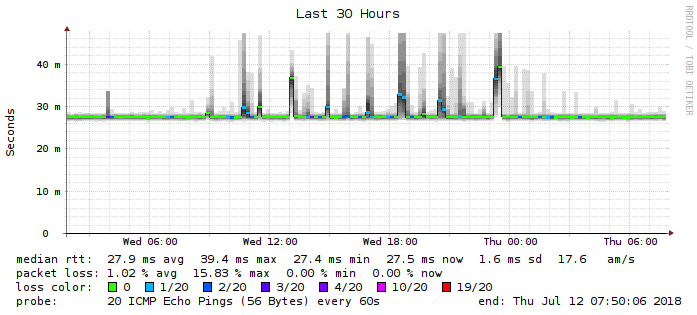 Last 30 Hours
RRDTOOL / TOBI OETIKER
Seconds
40 m
30 m
20 m
10 m
0
Wed 06:00 Wed 12:00 Wed 18:00 Thu 00:00 Thu 06:00
median rtt: 27.9 ms avg 39.4 ms max 27.4 ms min 27.5 ms now 1.6 ms sd 17.6 am/s
packet loss: 1.02 % avg 15.83 % max 0.00 % min 0.00 % now
loss color: 0 1/20 2/20 3/20 4/20 10/20 19/20
probe: 20 ICMP Echo Pings (56 Bytes) every 60s end: Thu Jul 12 07:50:06 2018